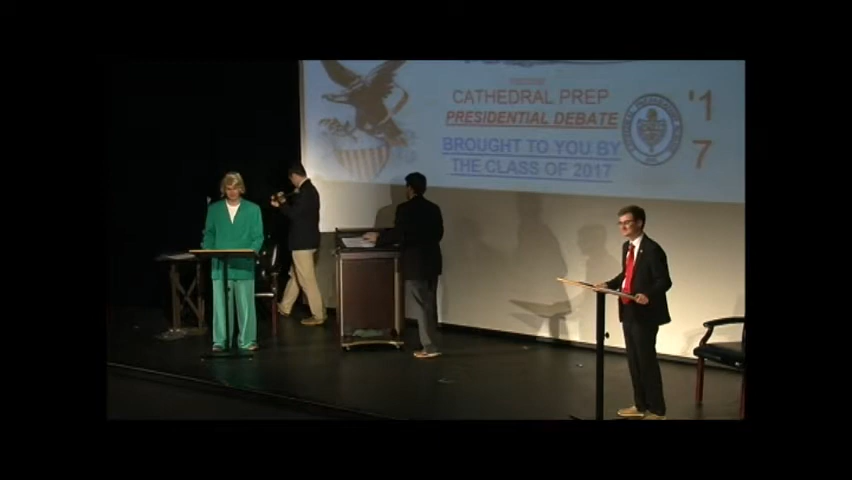 CATHEDRAL PREP
PRESIDENTIAL DEBATE
BROUGHT TO YOU BY
THE CLASS OF 2017
'1
7